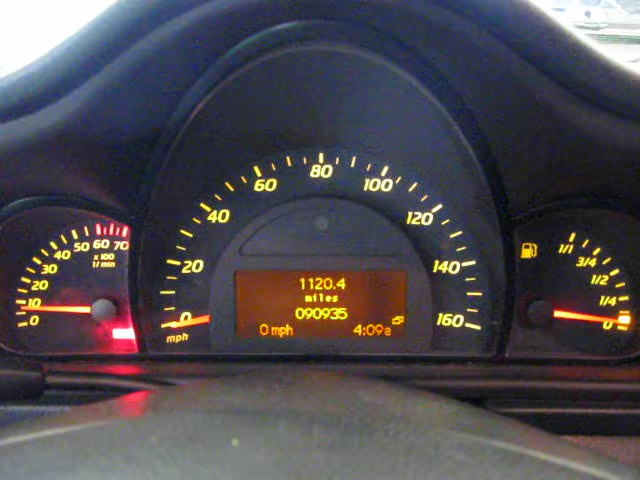 0 10 20 30 40 50 60 70
x 100
1/min
0 20 40 60 80 100 120 140 160
mph
1120.4
miles
090935
0 mph 4:09a
1/1
3/4
1/2
1/4
0